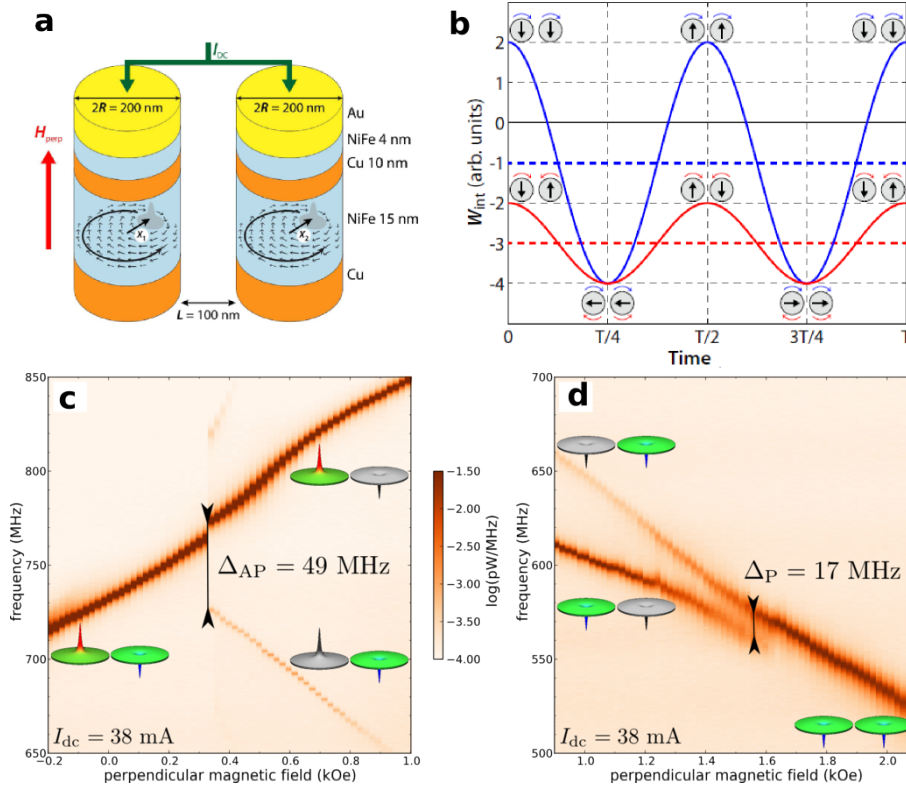 a
I_DC
2R = 200 nm
2R = 200 nm
H_perp
Au
NiFe 4 nm
Cu 10 nm
NiFe 15 nm
X_1
X_2
Cu
L = 100 nm
b
W_int (arb. units)
2
1
0
-1
-2
-3
-4
0
T/4
T/2
3T/4
T
Time
c
frequency (MHz)
850
800
750
700
650
Δ_AP = 49 MHz
I_dc = 38 mA
−0.2
0.0
0.2
0.4
0.6
0.8
1.0
perpendicular magnetic field (kOe)
−1.50
−2.00
−2.50
−3.00
−3.50
−4.00
log(pW/MHz)
d
frequency (MHz)
700
650
600
550
500
Δ_P = 17 MHz
I_dc = 38 mA
1.0
1.2
1.4
1.6
1.8
2.0
perpendicular magnetic field (kOe)